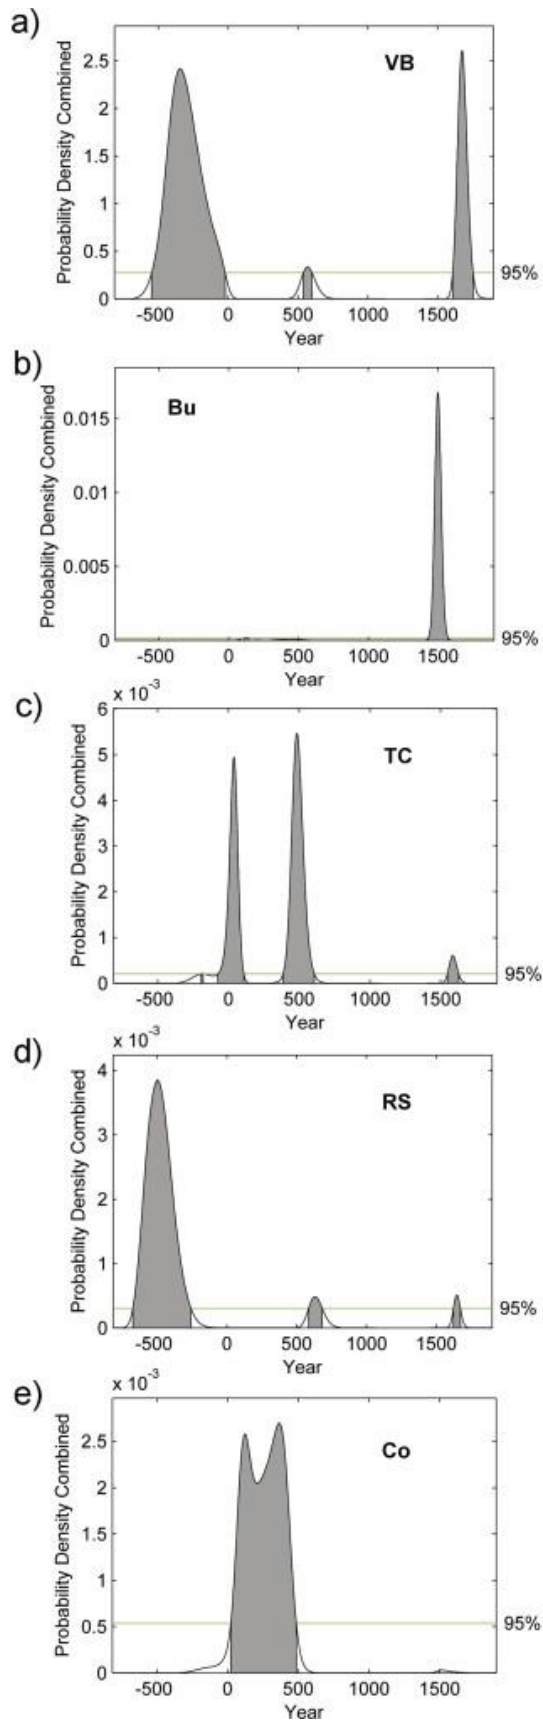 a)
VB
Probability Density Combined
2.5
2
1.5
1
0.5
0
95%
-500 0 500 1000 1500
Year
b)
Bu
Probability Density Combined
0.015
0.01
0.005
0
95%
-500 0 500 1000 1500
Year
c)
x 10-3
TC
Probability Density Combined
6
5
4
3
2
1
0
95%
-500 0 500 1000 1500
Year
d)
x 10-3
RS
Probability Density Combined
4
3
2
1
0
95%
-500 0 500 1000 1500
Year
e)
x 10-3
Co
Probability Density Combined
2.5
2
1.5
1
0.5
0
95%
-500 0 500 1000 1500
Year